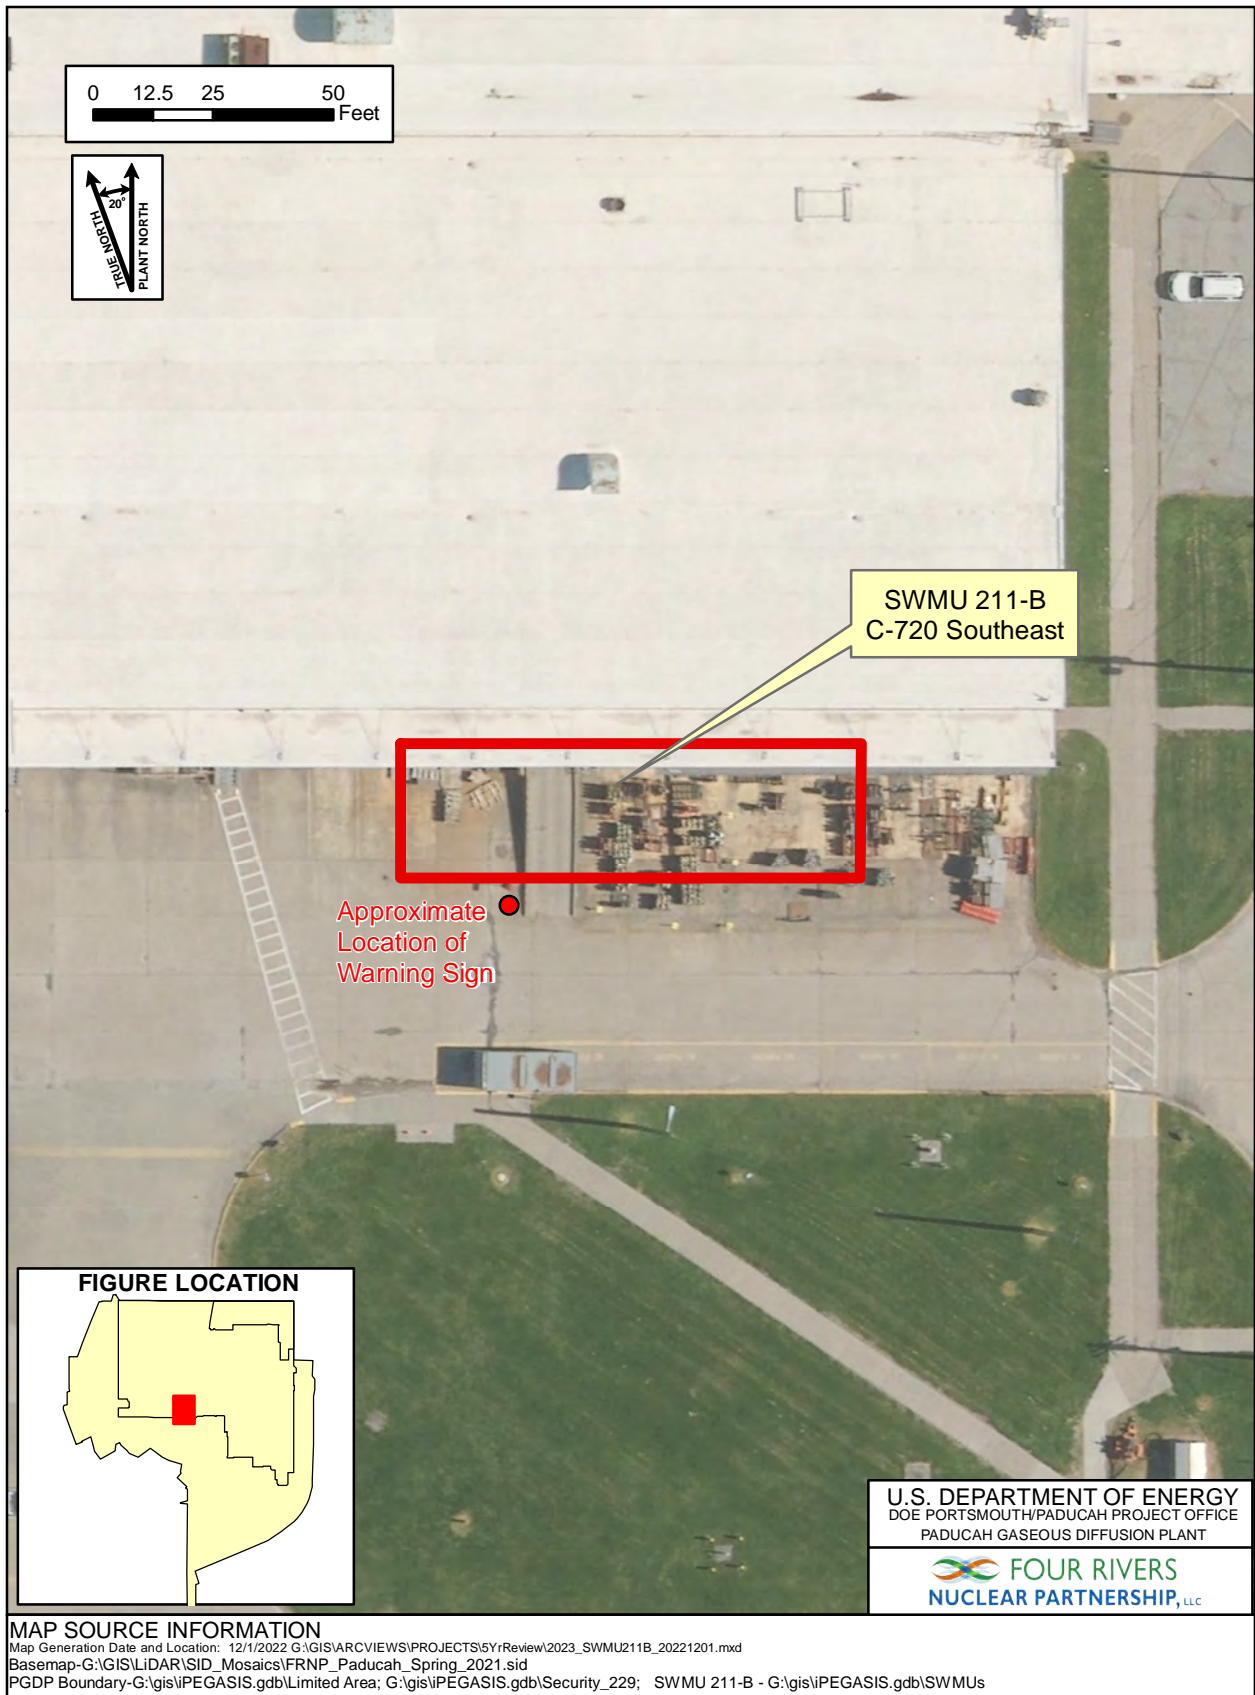 0 12.5 25 50
Feet
20°
TRUE NORTH
PLANT NORTH
SWMU 211-B
C-720 Southeast
Approximate
Location of
Warning Sign
FIGURE LOCATION
U.S. DEPARTMENT OF ENERGY
DOE PORTSMOUTH/PADUCAH PROJECT OFFICE
PADUCAH GASEOUS DIFFUSION PLANT
FOUR RIVERS
NUCLEAR PARTNERSHIP, LLC
MAP SOURCE INFORMATION
Map Generation Date and Location: 12/1/2022 G:\GIS\ARCVIEWS\PROJECTS\5YrReview\2023_SWMU211B_20221201.mxd
Basemap-G:\GIS\LiDAR\SID_Mosaics\FRNP_Paducah_Spring_2021.sid
PGDP Boundary-G:\gis\iPEGASIS.gdb\Limited Area; G:\gis\iPEGASIS.gdb\Security_229; SWMU 211-B - G:\gis\iPEGASIS.gdb\SWMUs